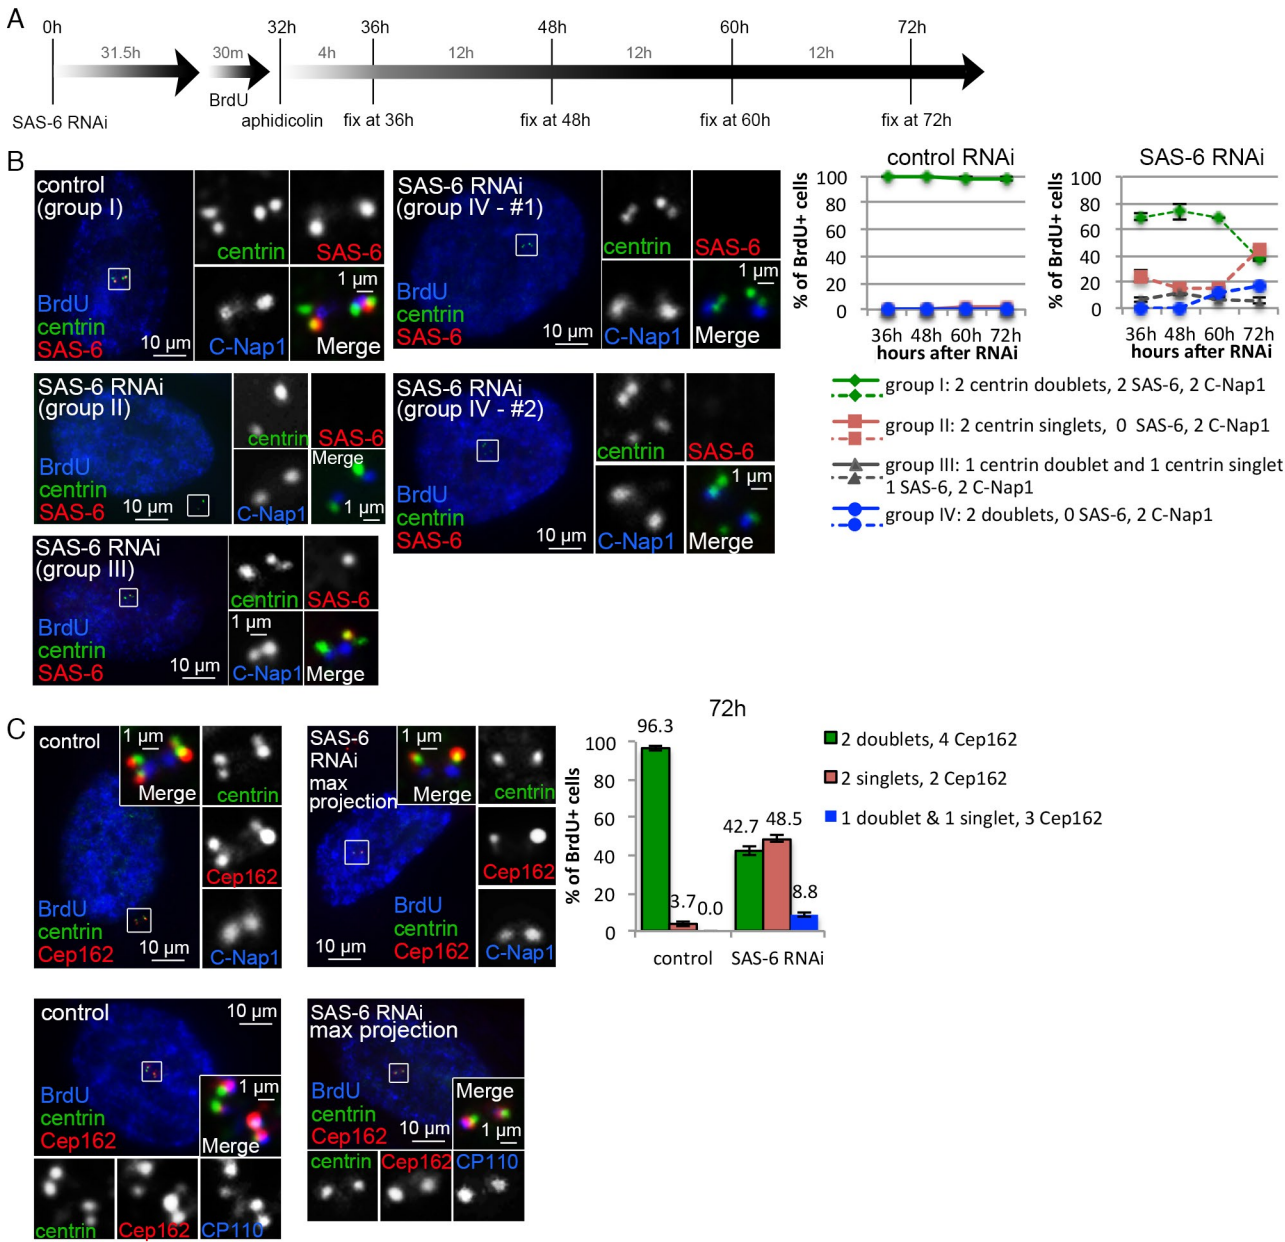 A
0h
32h
36h
48h
60h
72h
31.5h
30m
4h
12h
12h
12h
BrdU
SAS-6 RNAi
aphidicolin
fix at 36h
fix at 48h
fix at 60h
fix at 72h
B
control
(group I)
BrdU
centrin
SAS-6
10 µm
centrin
SAS-6
C-Nap1
1 µm
Merge
SAS-6 RNAi
(group IV - #1)
BrdU
centrin
SAS-6
10 µm
centrin
SAS-6
C-Nap1
1 µm
Merge
SAS-6 RNAi
(group II)
BrdU
centrin
SAS-6
10 µm
centrin
SAS-6
C-Nap1
Merge
1 µm
SAS-6 RNAi
(group IV - #2)
BrdU
centrin
SAS-6
10 µm
centrin
SAS-6
C-Nap1
1 µm
Merge
SAS-6 RNAi
(group III)
BrdU
centrin
SAS-6
10 µm
centrin
SAS-6
1 µm
C-Nap1
Merge
control RNAi
% of BrdU+ cells
100
80
60
40
20
0
36h 48h 60h 72h
hours after RNAi
SAS-6 RNAi
% of BrdU+ cells
100
80
60
40
20
0
36h 48h 60h 72h
hours after RNAi
group I: 2 centrin doublets, 2 SAS-6, 2 C-Nap1
group II: 2 centrin singlets, 0 SAS-6, 2 C-Nap1
group III: 1 centrin doublet and 1 centrin singlet
1 SAS-6, 2 C-Nap1
group IV: 2 doublets, 0 SAS-6, 2 C-Nap1
C
control
1 µm
Merge
centrin
Cep162
C-Nap1
BrdU
centrin
Cep162
10 µm
SAS-6
RNAi
max
projection
1 µm
Merge
centrin
Cep162
C-Nap1
BrdU
centrin
Cep162
10 µm
72h
% of BrdU+ cells
100
80
60
40
20
0
96.3
3.7
0.0
42.7
48.5
8.8
control
SAS-6 RNAi
2 doublets, 4 Cep162
2 singlets, 2 Cep162
1 doublet & 1 singlet, 3 Cep162
control
10 µm
BrdU
centrin
Cep162
1 µm
Merge
centrin
Cep162
CP110
SAS-6 RNAi
max projection
BrdU
centrin
Cep162
10 µm
Merge
1 µm
centrin
Cep162
CP110